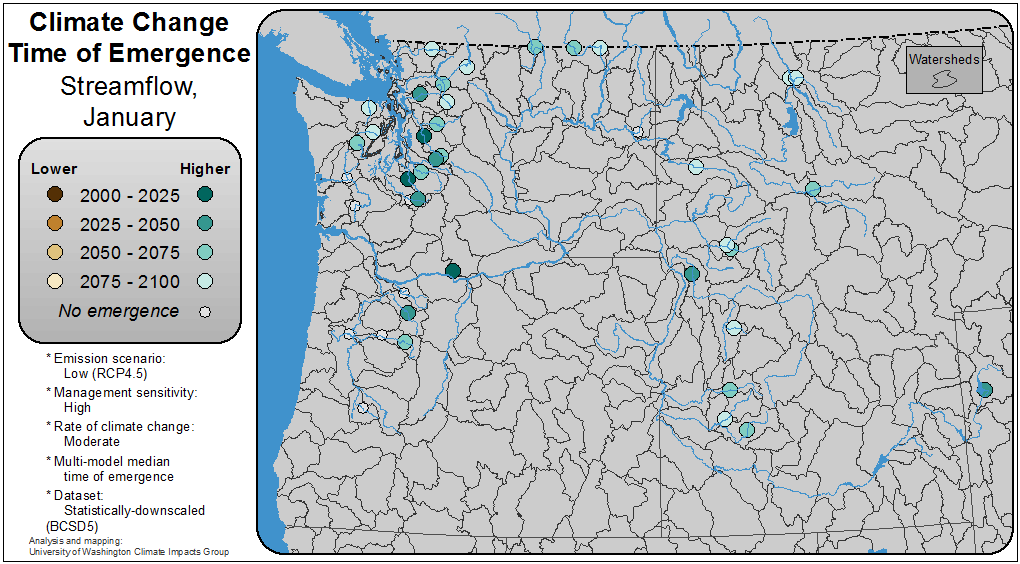 Climate Change
Time of Emergence
Streamflow,
January
Lower Higher
2000 - 2025
2025 - 2050
2050 - 2075
2075 - 2100
No emergence
* Emission scenario:
Low (RCP4.5)
* Management sensitivity:
High
* Rate of climate change:
Moderate
* Multi-model median
time of emergence
* Dataset:
Statistically-downscaled
(BCSD5)
Analysis and mapping:
University of Washington Climate Impacts Group
Watersheds